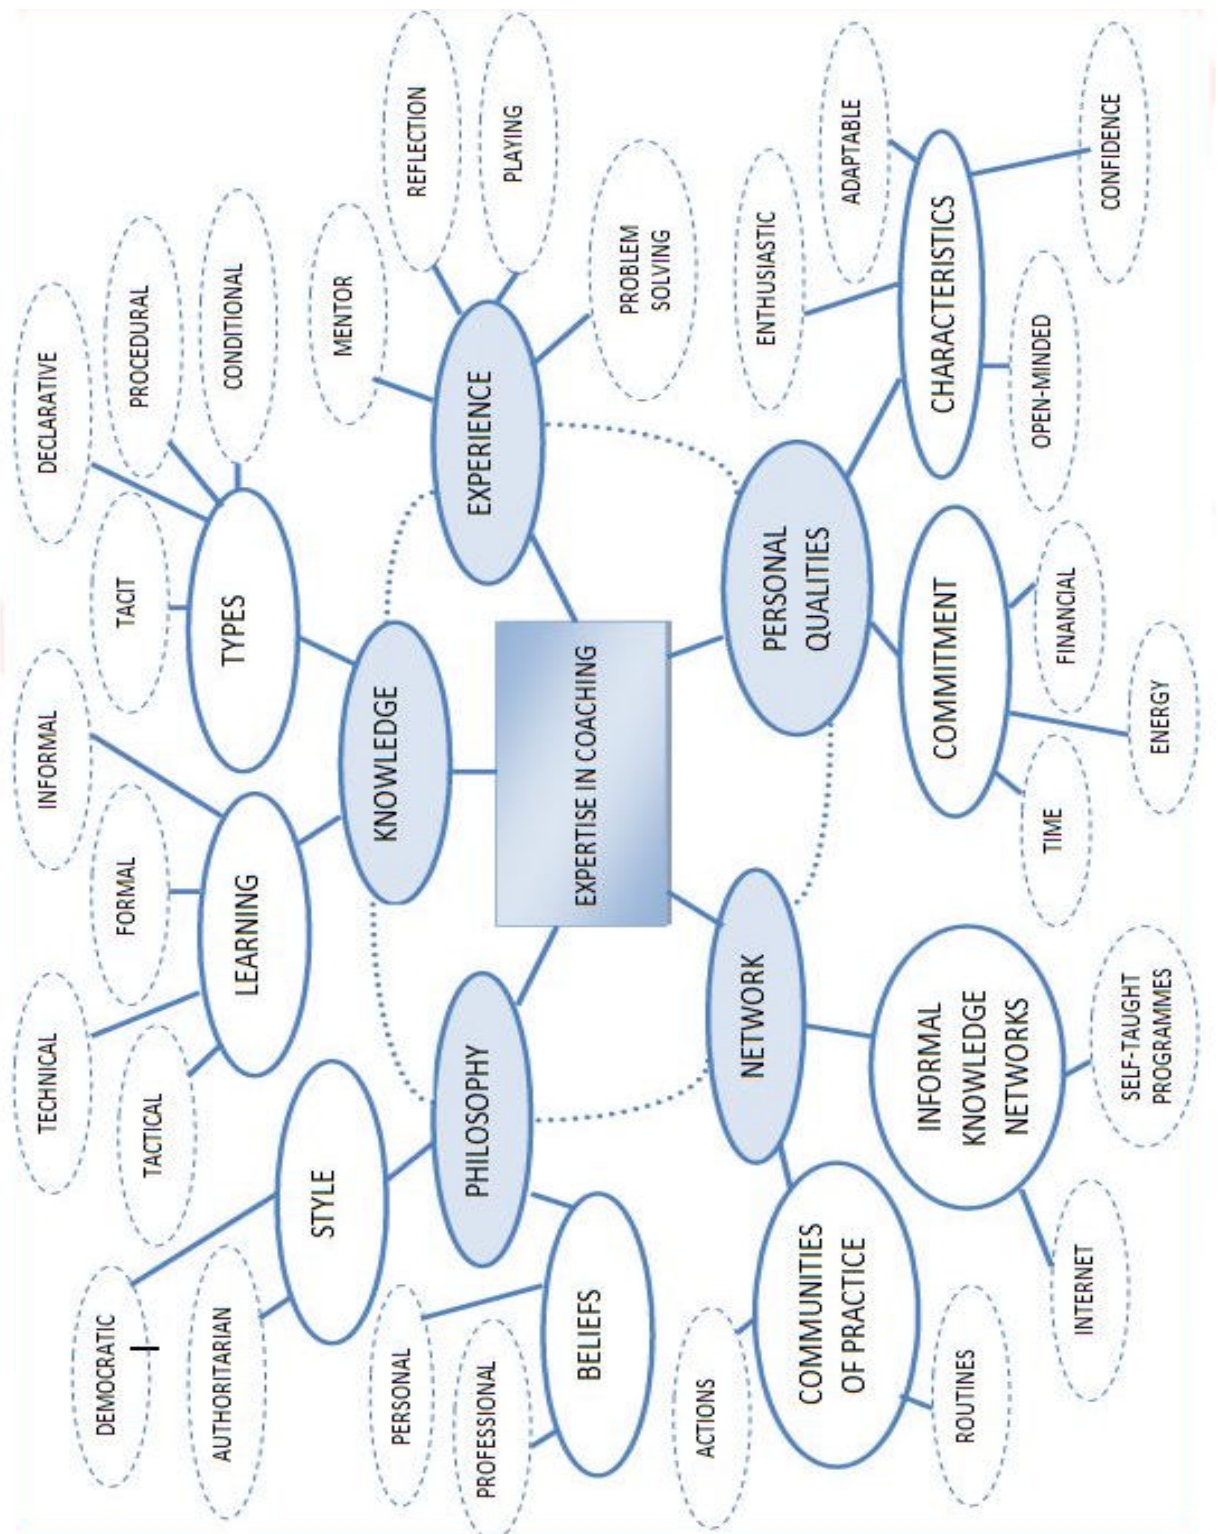 DEMOCRATIC
AUTHORITARIAN
STYLE
TECHNICAL
TACTICAL
FORMAL
INFORMAL
LEARNING
TACIT
DECLARATIVE
PROCEDURAL
CONDITIONAL
TYPES
KNOWLEDGE
MENTOR
REFLECTION
PLAYING
PROBLEM
SOLVING
EXPERIENCE
PERSONAL
PROFESSIONAL
BELIEFS
PHILOSOPHY
EXPERTISE IN COACHING
PERSONAL
QUALITIES
ENTHUSIASTIC
ADAPTABLE
CHARACTERISTICS
OPEN-MINDED
CONFIDENCE
NETWORK
COMMITMENT
TIME
ENERGY
FINANCIAL
ACTIONS
COMMUNITIES
OF PRACTICE
ROUTINES
INFORMAL
KNOWLEDGE
NETWORKS
INTERNET
SELF-TAUGHT
PROGRAMMES